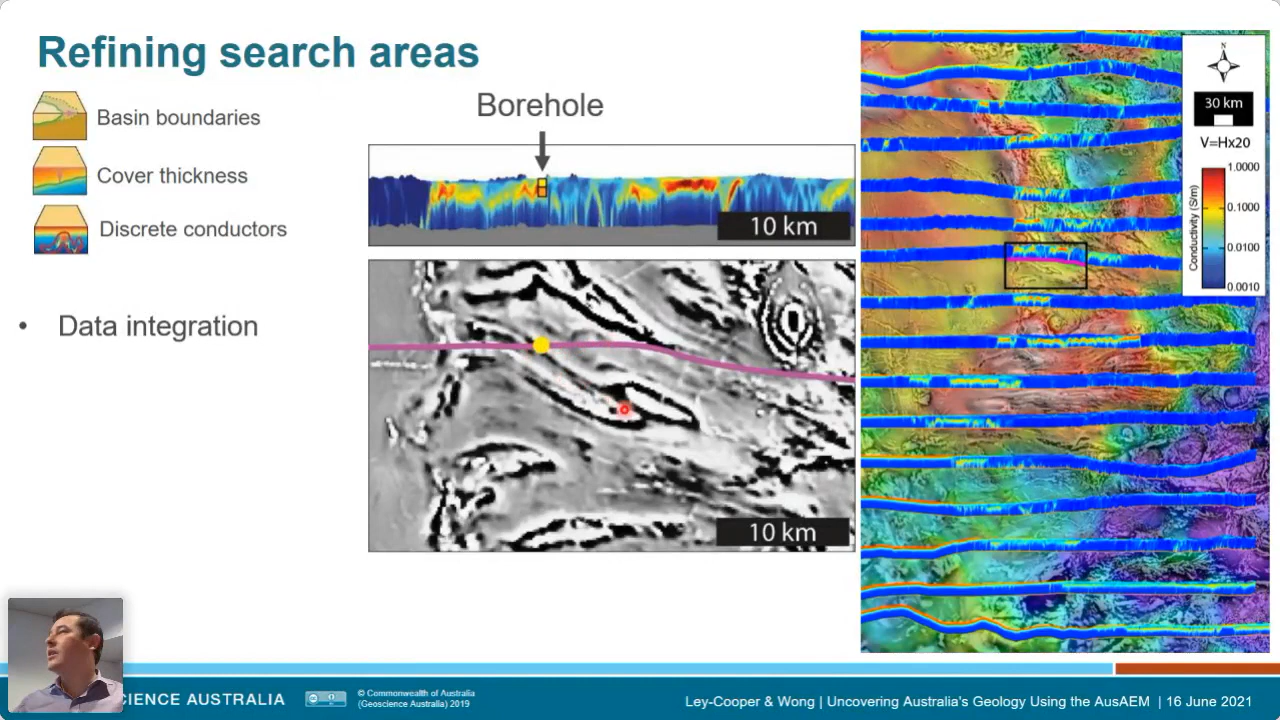 Refining search areas
Basin boundaries
Cover thickness
Discrete conductors
• Data integration
Borehole
10 km
10 km
30 km
V=Hx20
Conductivity (S/m)
1.0000
0.1000
0.0100
0.0010
CIENCE AUSTRALIA
© Commonwealth of Australia
(Geoscience Australia) 2019
Ley-Cooper & Wong | Uncovering Australia's Geology Using the AusAEM | 16 June 2021